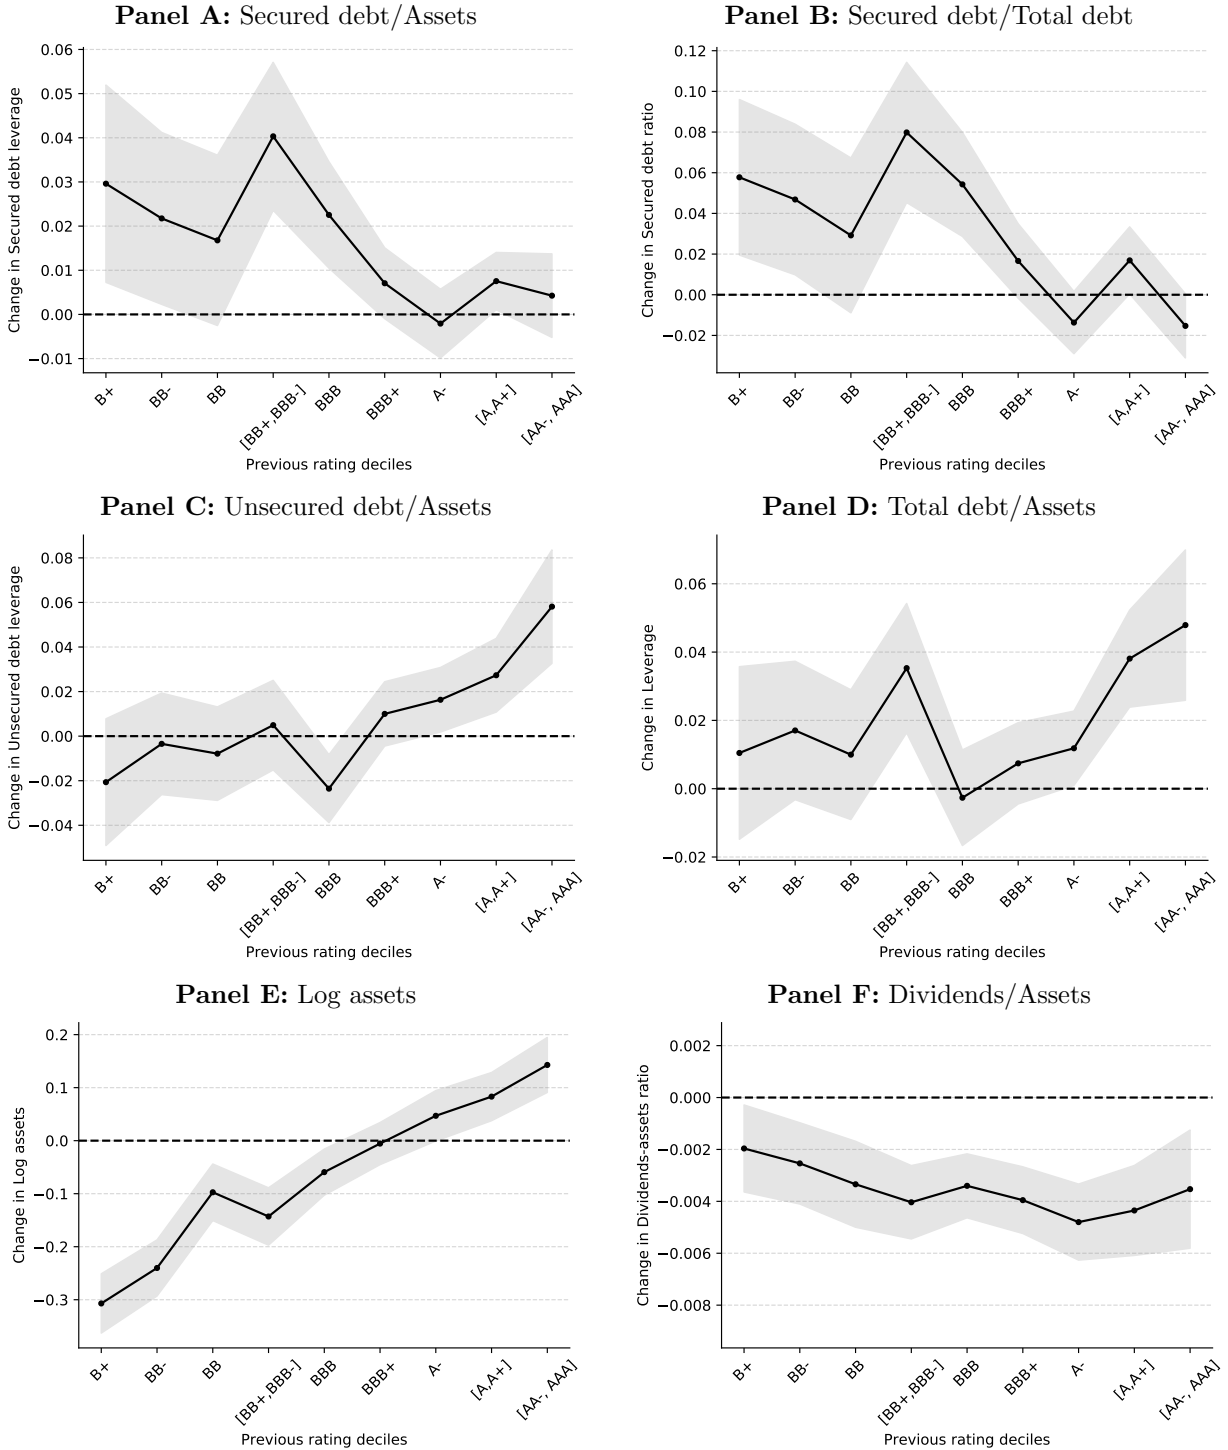 Panel A: Secured debt/Assets
Change in Secured debt leverage
0.06
0.05
0.04
0.03
0.02
0.01
0.00
−0.01
B+
BB-
BB
[BB+,BBB-]
BBB
BBB+
A-
[A,A+]
[AA-, AAA]
Previous rating deciles
Panel B: Secured debt/Total debt
Change in Secured debt ratio
0.12
0.10
0.08
0.06
0.04
0.02
0.00
−0.02
B+
BB-
BB
[BB+,BBB-]
BBB
BBB+
A-
[A,A+]
[AA-, AAA]
Previous rating deciles
Panel C: Unsecured debt/Assets
Change in Unsecured debt leverage
0.08
0.06
0.04
0.02
0.00
−0.02
−0.04
B+
BB-
BB
[BB+,BBB-]
BBB
BBB+
A-
[A,A+]
[AA-, AAA]
Previous rating deciles
Panel D: Total debt/Assets
Change in Leverage
0.06
0.04
0.02
0.00
−0.02
B+
BB-
BB
[BB+,BBB-]
BBB
BBB+
A-
[A,A+]
[AA-, AAA]
Previous rating deciles
Panel E: Log assets
Change in Log assets
0.2
0.1
0.0
−0.1
−0.2
−0.3
B+
BB-
BB
[BB+,BBB-]
BBB
BBB+
A-
[A,A+]
[AA-, AAA]
Previous rating deciles
Panel F: Dividends/Assets
Change in Dividends-assets ratio
0.002
0.000
−0.002
−0.004
−0.006
−0.008
B+
BB-
BB
[BB+,BBB-]
BBB
BBB+
A-
[A,A+]
[AA-, AAA]
Previous rating deciles